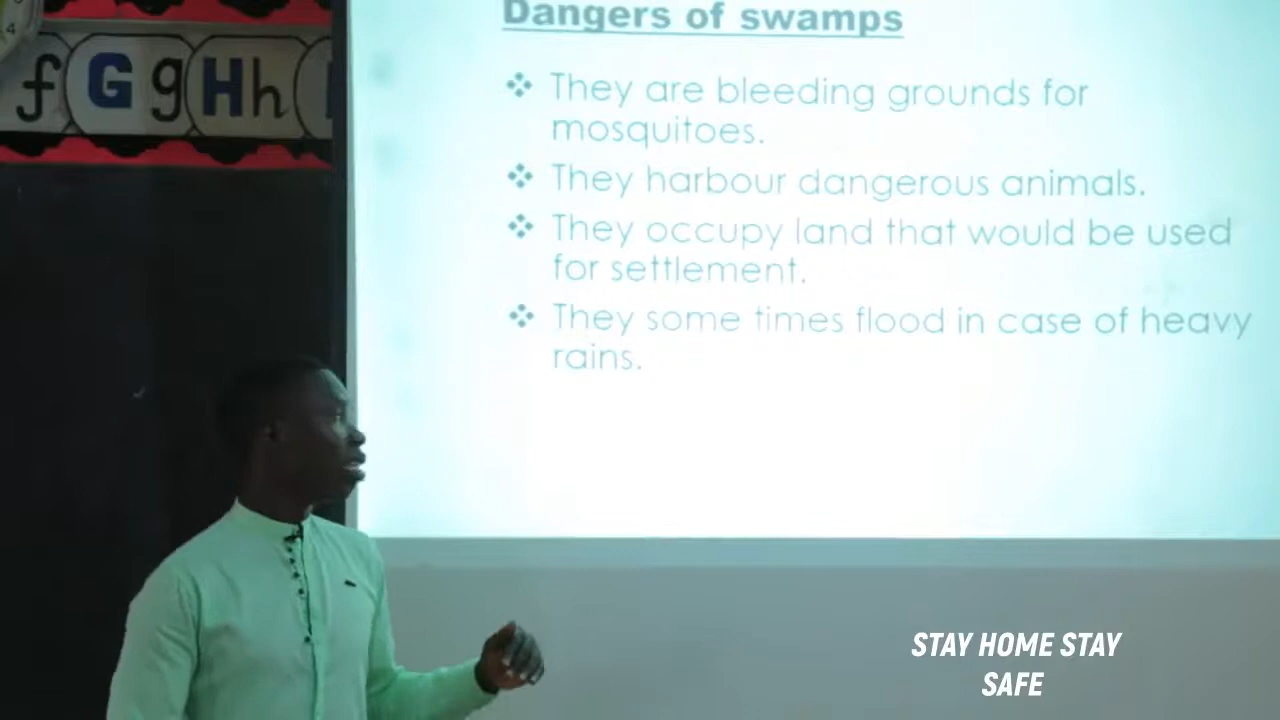 4
f G g H h
Dangers of swamps
❖ They are bleeding grounds for
mosquitoes.
❖ They harbour dangerous animals.
❖ They occupy land that would be used
for settlement.
❖ They some times flood in case of heavy
rains.
STAY HOME STAY
SAFE